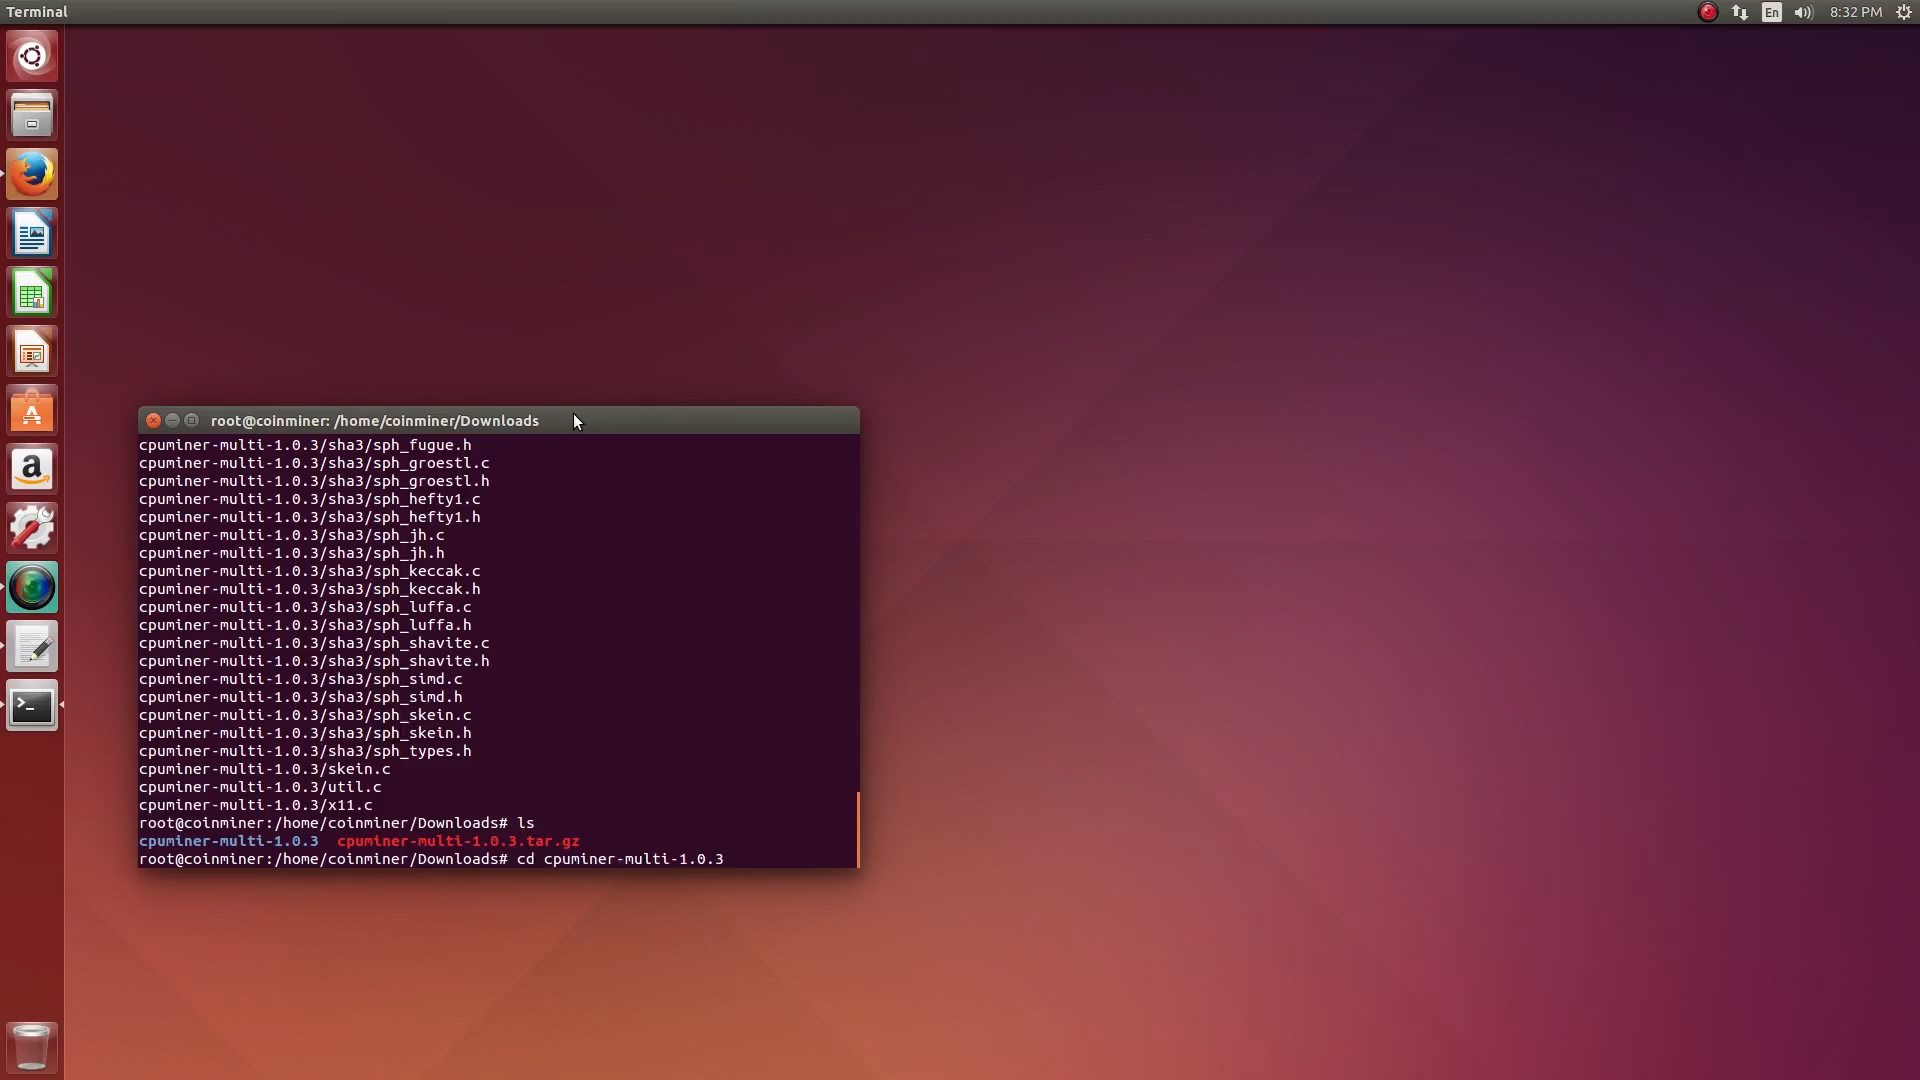 Terminal
En
8:32 PM
root@coinminer: /home/coinminer/Downloads
cpuminer-multi-1.0.3/sha3/sph_fugue.h
cpuminer-multi-1.0.3/sha3/sph_groestl.c
cpuminer-multi-1.0.3/sha3/sph_groestl.h
cpuminer-multi-1.0.3/sha3/sph_hefty1.c
cpuminer-multi-1.0.3/sha3/sph_hefty1.h
cpuminer-multi-1.0.3/sha3/sph_jh.c
cpuminer-multi-1.0.3/sha3/sph_jh.h
cpuminer-multi-1.0.3/sha3/sph_keccak.c
cpuminer-multi-1.0.3/sha3/sph_keccak.h
cpuminer-multi-1.0.3/sha3/sph_luffa.c
cpuminer-multi-1.0.3/sha3/sph_luffa.h
cpuminer-multi-1.0.3/sha3/sph_shavite.c
cpuminer-multi-1.0.3/sha3/sph_shavite.h
cpuminer-multi-1.0.3/sha3/sph_simd.c
cpuminer-multi-1.0.3/sha3/sph_simd.h
cpuminer-multi-1.0.3/sha3/sph_skein.c
cpuminer-multi-1.0.3/sha3/sph_skein.h
cpuminer-multi-1.0.3/sha3/sph_types.h
cpuminer-multi-1.0.3/skein.c
cpuminer-multi-1.0.3/util.c
cpuminer-multi-1.0.3/x11.c
root@coinminer:/home/coinminer/Downloads# ls
cpuminer-multi-1.0.3  cpuminer-multi-1.0.3.tar.gz
root@coinminer:/home/coinminer/Downloads# cd cpuminer-multi-1.0.3